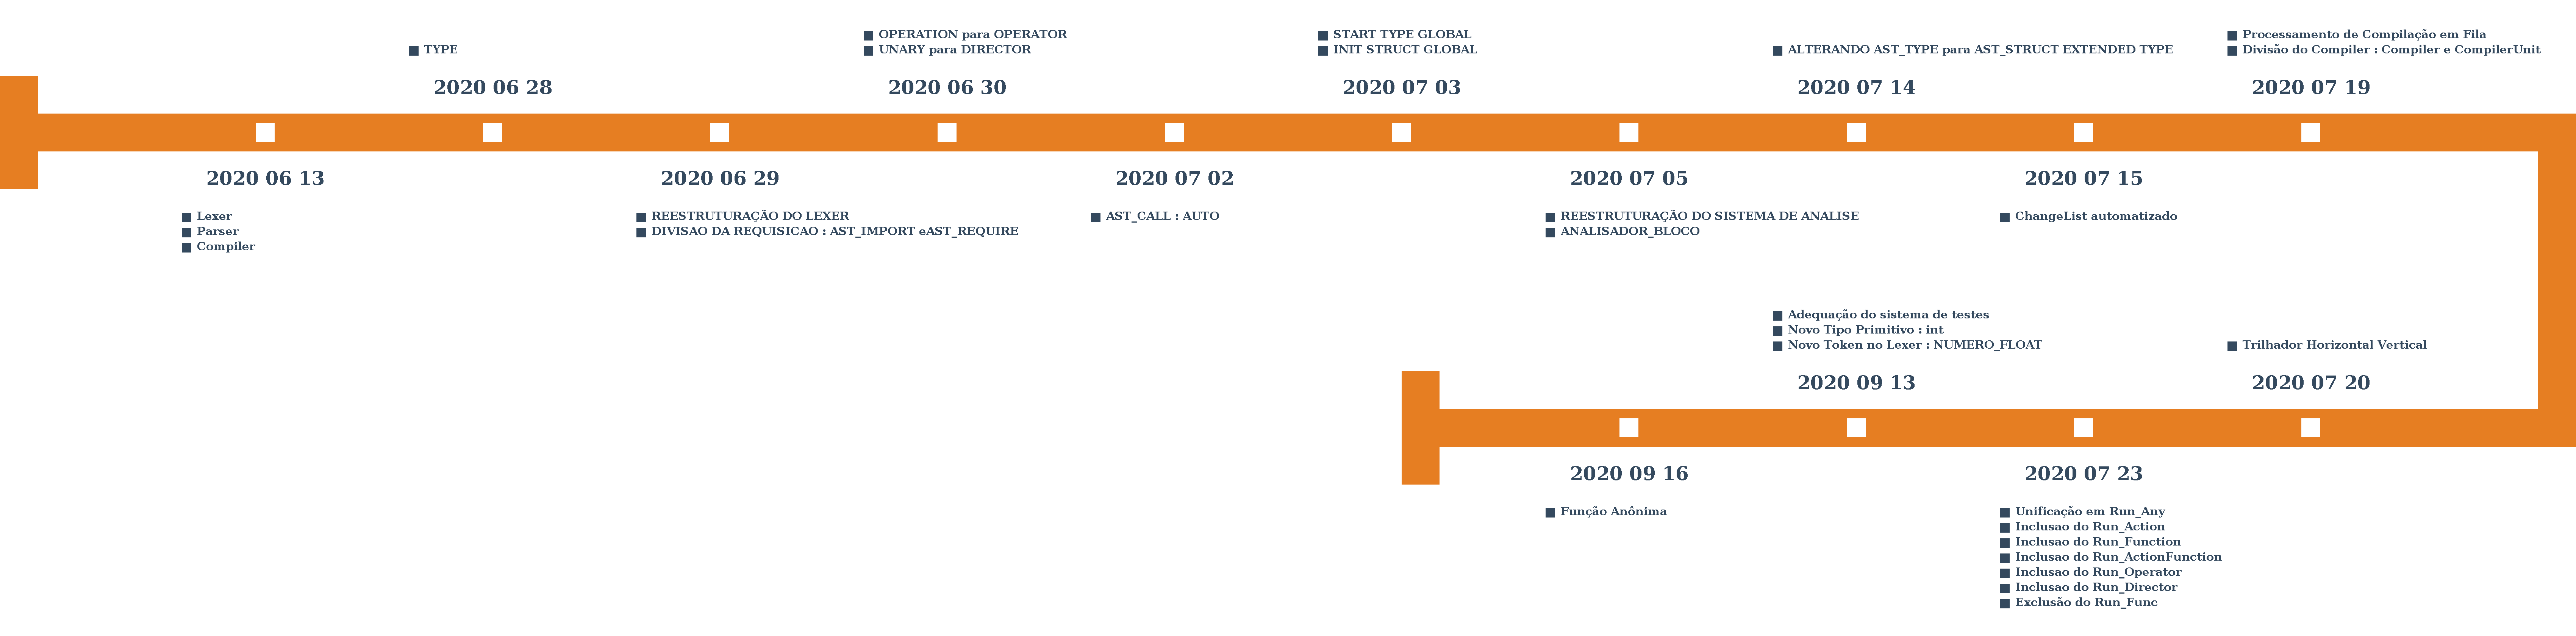 OPERATION para OPERATOR
START TYPE GLOBAL
Processamento de Compilação em Fila
TYPE
UNARY para DIRECTOR
INIT STRUCT GLOBAL
ALTERANDO AST_TYPE para AST_STRUCT EXTENDED TYPE
Divisão do Compiler : Compiler e CompilerUnit
2020 06 28
2020 06 30
2020 07 03
2020 07 14
2020 07 19
2020 06 13
2020 06 29
2020 07 02
2020 07 05
2020 07 15
Lexer
Parser
Compiler
REESTRUTURAÇÃO DO LEXER
DIVISAO DA REQUISICAO : AST_IMPORT eAST_REQUIRE
AST_CALL : AUTO
REESTRUTURAÇÃO DO SISTEMA DE ANALISE
ANALISADOR_BLOCO
ChangeList automatizado
Adequação do sistema de testes
Novo Tipo Primitivo : int
Novo Token no Lexer : NUMERO_FLOAT
Trilhador Horizontal Vertical
2020 09 13
2020 07 20
2020 09 16
2020 07 23
Função Anônima
Unificação em Run_Any
Inclusao do Run_Action
Inclusao do Run_Function
Inclusao do Run_ActionFunction
Inclusao do Run_Operator
Inclusao do Run_Director
Exclusão do Run_Func